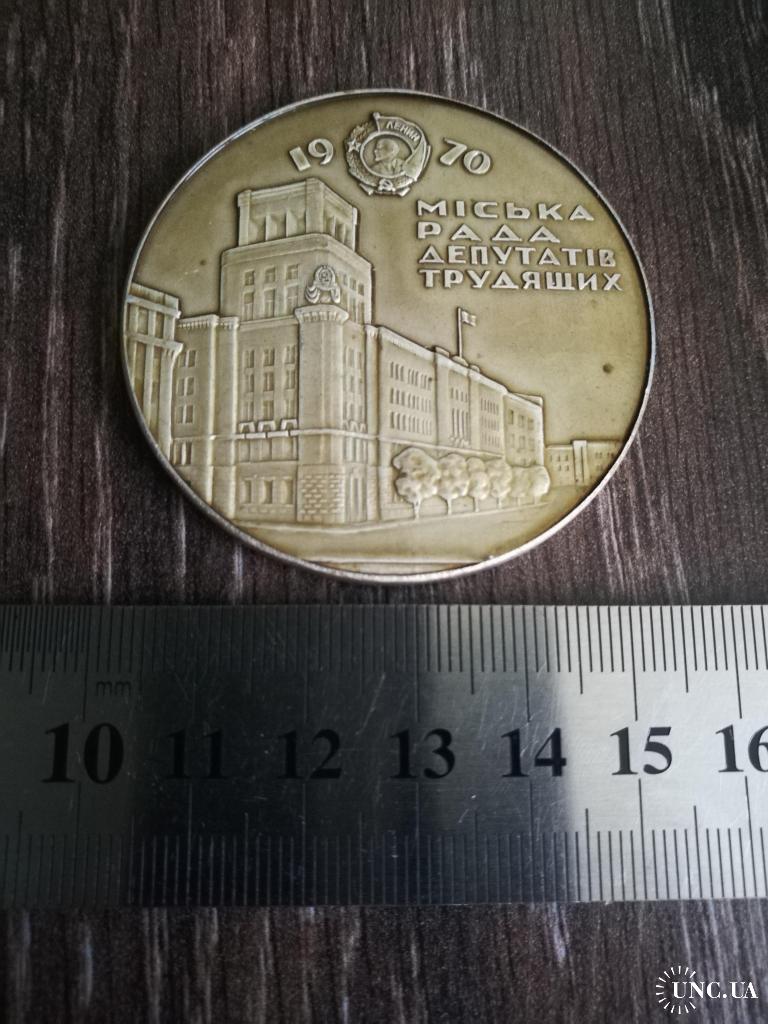 19 70
ЛЕНИН
МІСЬКА
РАДА
ДЕПУТАТІВ
ТРУДЯЩИХ
mm
10 11 12 13 14 15 16
UNC.UA